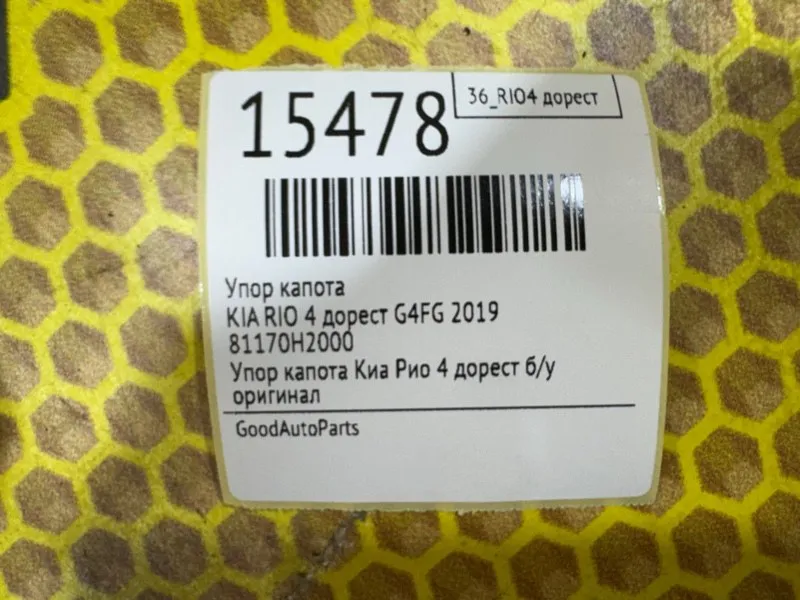 15478
36_RIO4 дорест
Упор капота
KIA RIO 4 дорест G4FG 2019
81170H2000
Упор капота Киа Рио 4 дорест б/у
оригинал
GoodAutoParts